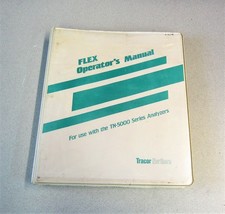 FLEX
Operator's Manual
For use with the TN-5000 Series Analyzers
Tracor Northern